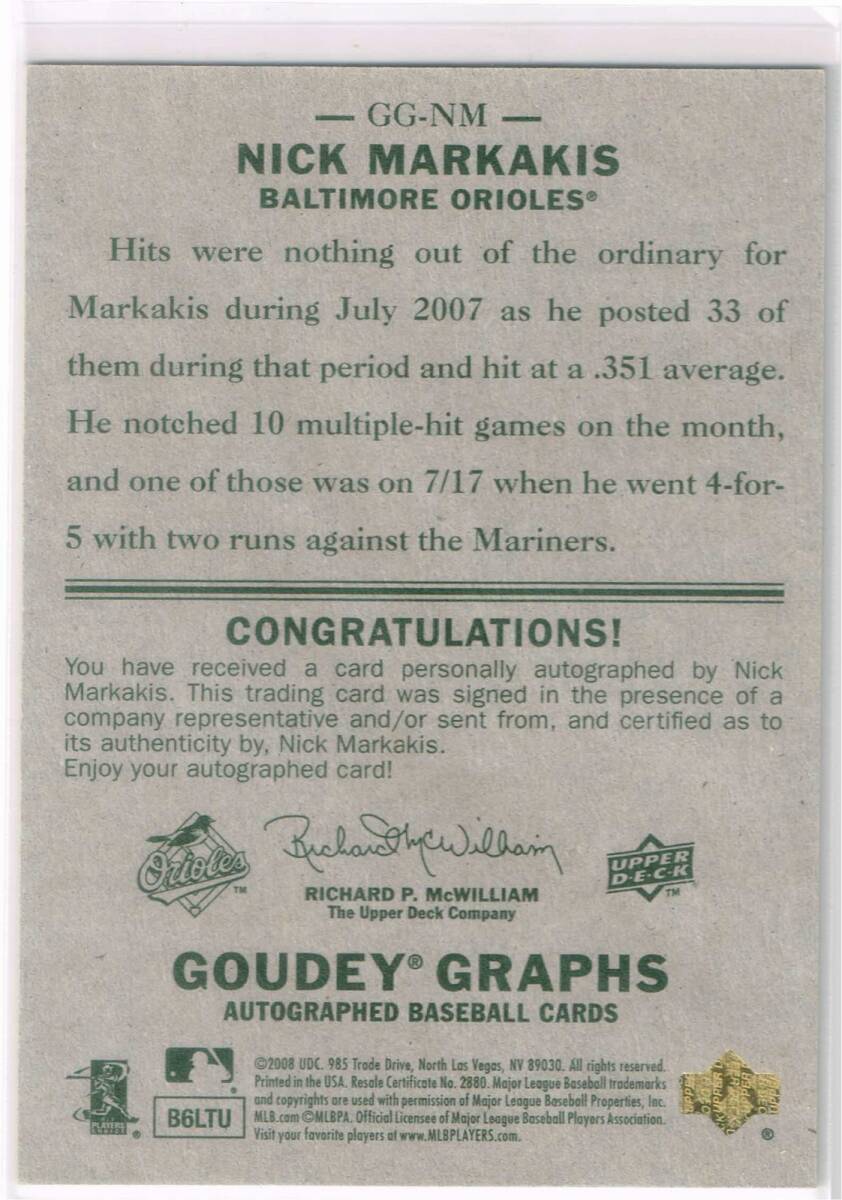 — GG-NM —
NICK MARKAKIS
BALTIMORE ORIOLES®
Hits were nothing out of the ordinary for
Markakis during July 2007 as he posted 33 of
them during that period and hit at a .351 average.
He notched 10 multiple-hit games on the month,
and one of those was on 7/17 when he went 4-for-
5 with two runs against the Mariners.
CONGRATULATIONS!
You have received a card personally autographed by Nick
Markakis. This trading card was signed in the presence of a
company representative and/or sent from, and certified as to
its authenticity by, Nick Markakis.
Enjoy your autographed card!
Orioles™
Richard McWilliam
RICHARD P. McWILLIAM
The Upper Deck Company
UPPER
D·E·C·K
™
GOUDEY® GRAPHS
AUTOGRAPHED BASEBALL CARDS
PLAYERS
CHOICE
®
®
B6LTU
©2008 UDC. 985 Trade Drive, North Las Vegas, NV 89030. All rights reserved.
Printed in the USA. Resale Certificate No. 2880. Major League Baseball trademarks
and copyrights are used with permission of Major League Baseball Properties, Inc.
MLB.com ©MLBPA. Official Licensee of Major League Baseball Players Association.
Visit your favorite players at www.MLBPLAYERS.com.
®